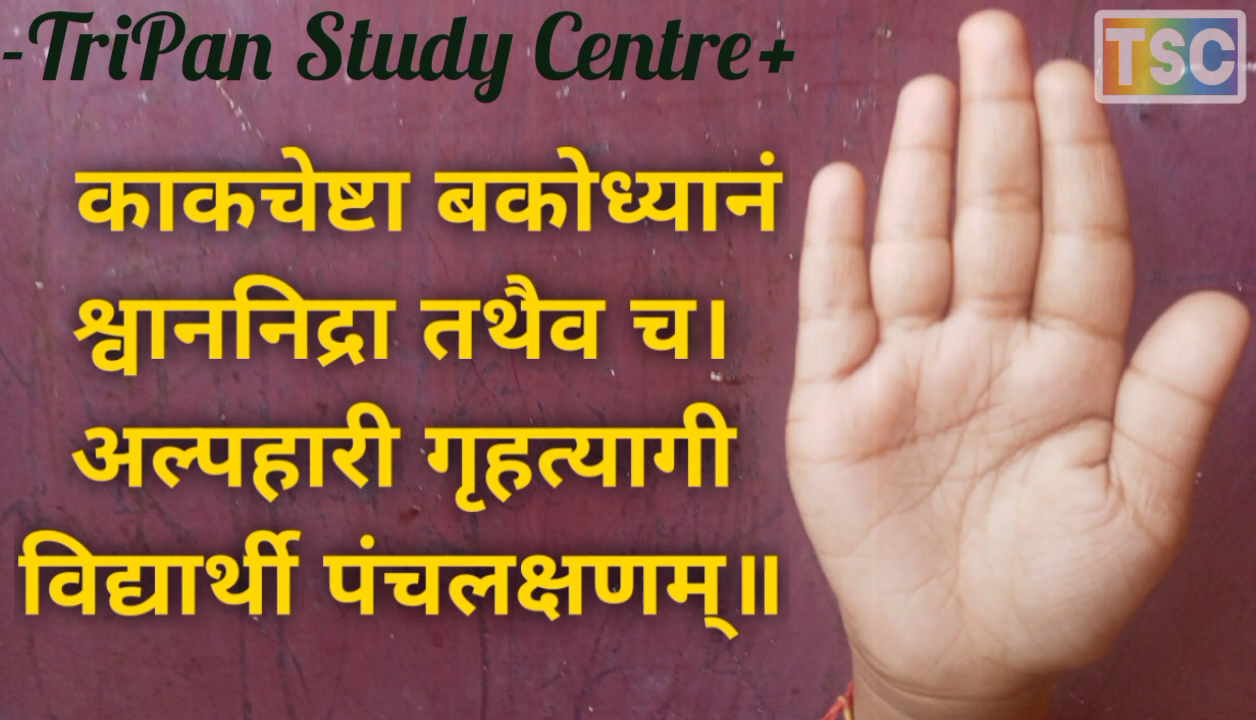 -TriPan Study Centre+
TSC
काकचेष्टा बकोध्यानं
श्वाननिद्रा तथैव च।
अल्पहारी गृहत्यागी
विद्यार्थी पंचलक्षणम्॥